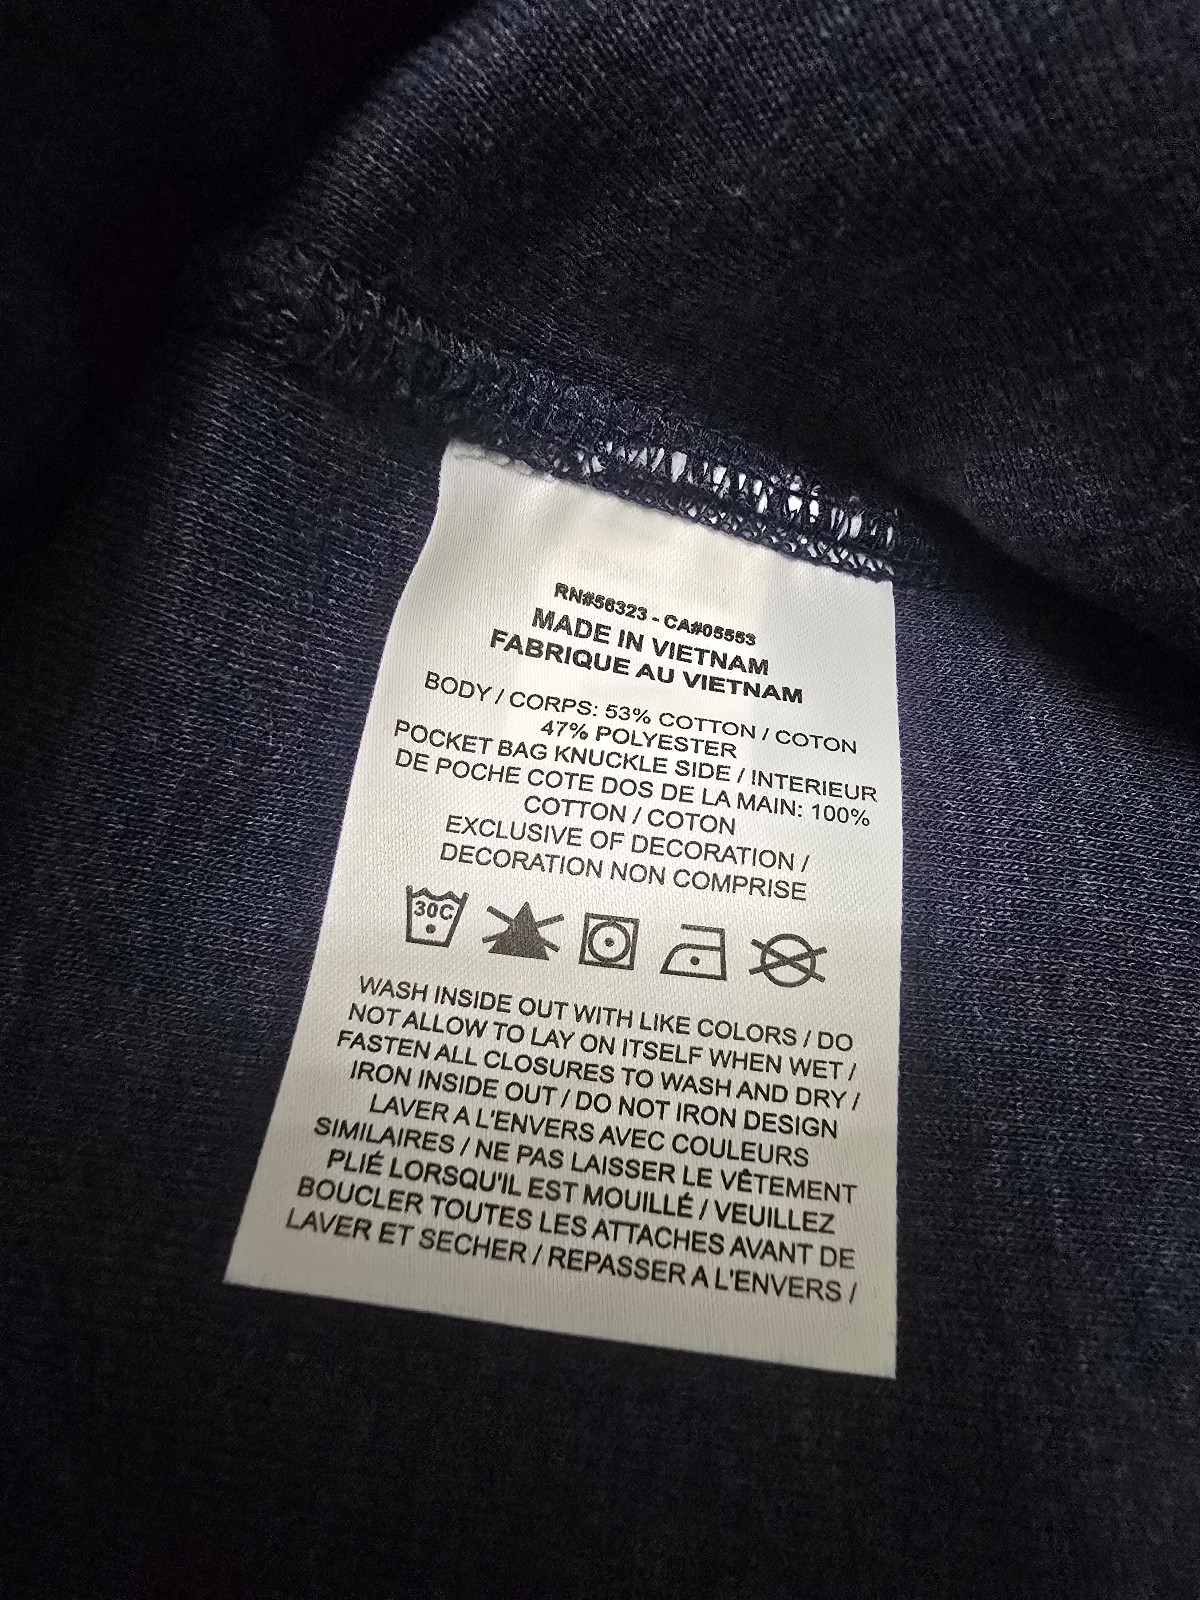 RN#56323 - CA#05553
MADE IN VIETNAM
FABRIQUE AU VIETNAM
BODY / CORPS: 53% COTTON / COTON
47% POLYESTER
POCKET BAG KNUCKLE SIDE / INTERIEUR
DE POCHE COTE DOS DE LA MAIN: 100%
COTTON / COTON
EXCLUSIVE OF DECORATION /
DECORATION NON COMPRISE
30C
WASH INSIDE OUT WITH LIKE COLORS / DO
NOT ALLOW TO LAY ON ITSELF WHEN WET /
FASTEN ALL CLOSURES TO WASH AND DRY /
IRON INSIDE OUT / DO NOT IRON DESIGN
LAVER A L'ENVERS AVEC COULEURS
SIMILAIRES / NE PAS LAISSER LE VÊTEMENT
PLIÉ LORSQU'IL EST MOUILLÉ / VEUILLEZ
BOUCLER TOUTES LES ATTACHES AVANT DE
LAVER ET SECHER / REPASSER A L'ENVERS /